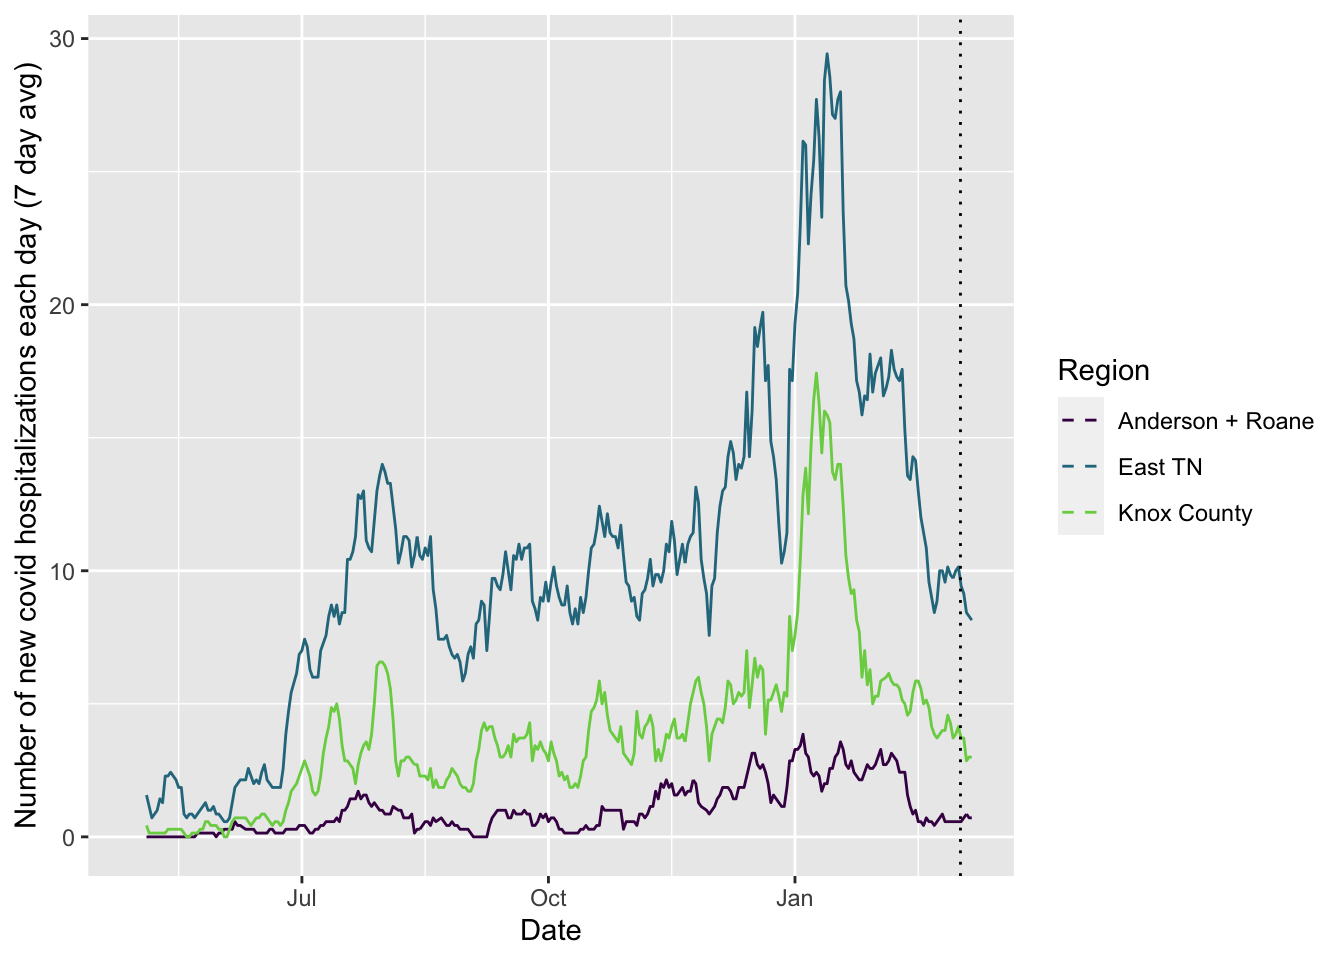 Number of new covid hospitalizations each day (7 day avg)
30
20
10
0
Jul
Oct
Jan
Date
Region
Anderson + Roane
East TN
Knox County